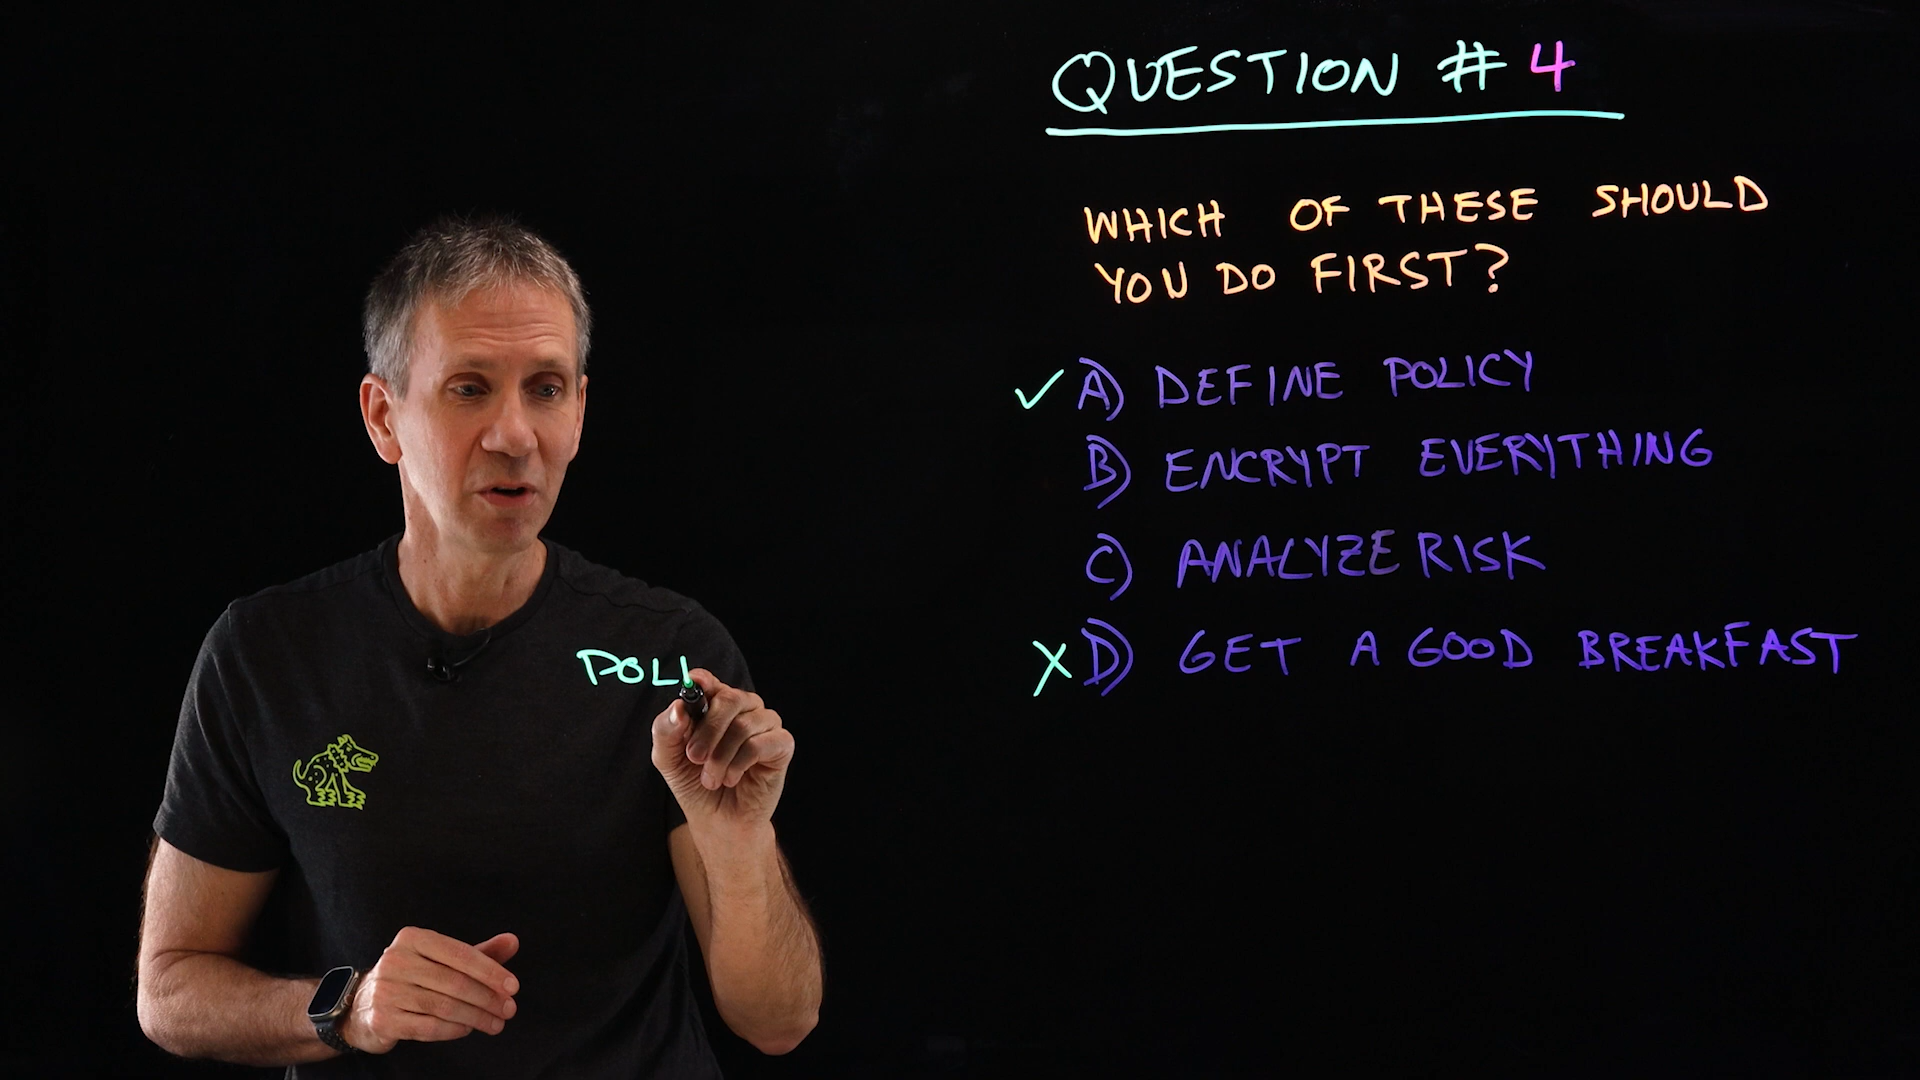 QUESTION # 4
WHICH OF THESE SHOULD
YOU DO FIRST?
✓ A) DEFINE POLICY
B) ENCRYPT EVERYTHING
C) ANALYZE RISK
X D) GET A GOOD BREAKFAST
POLI